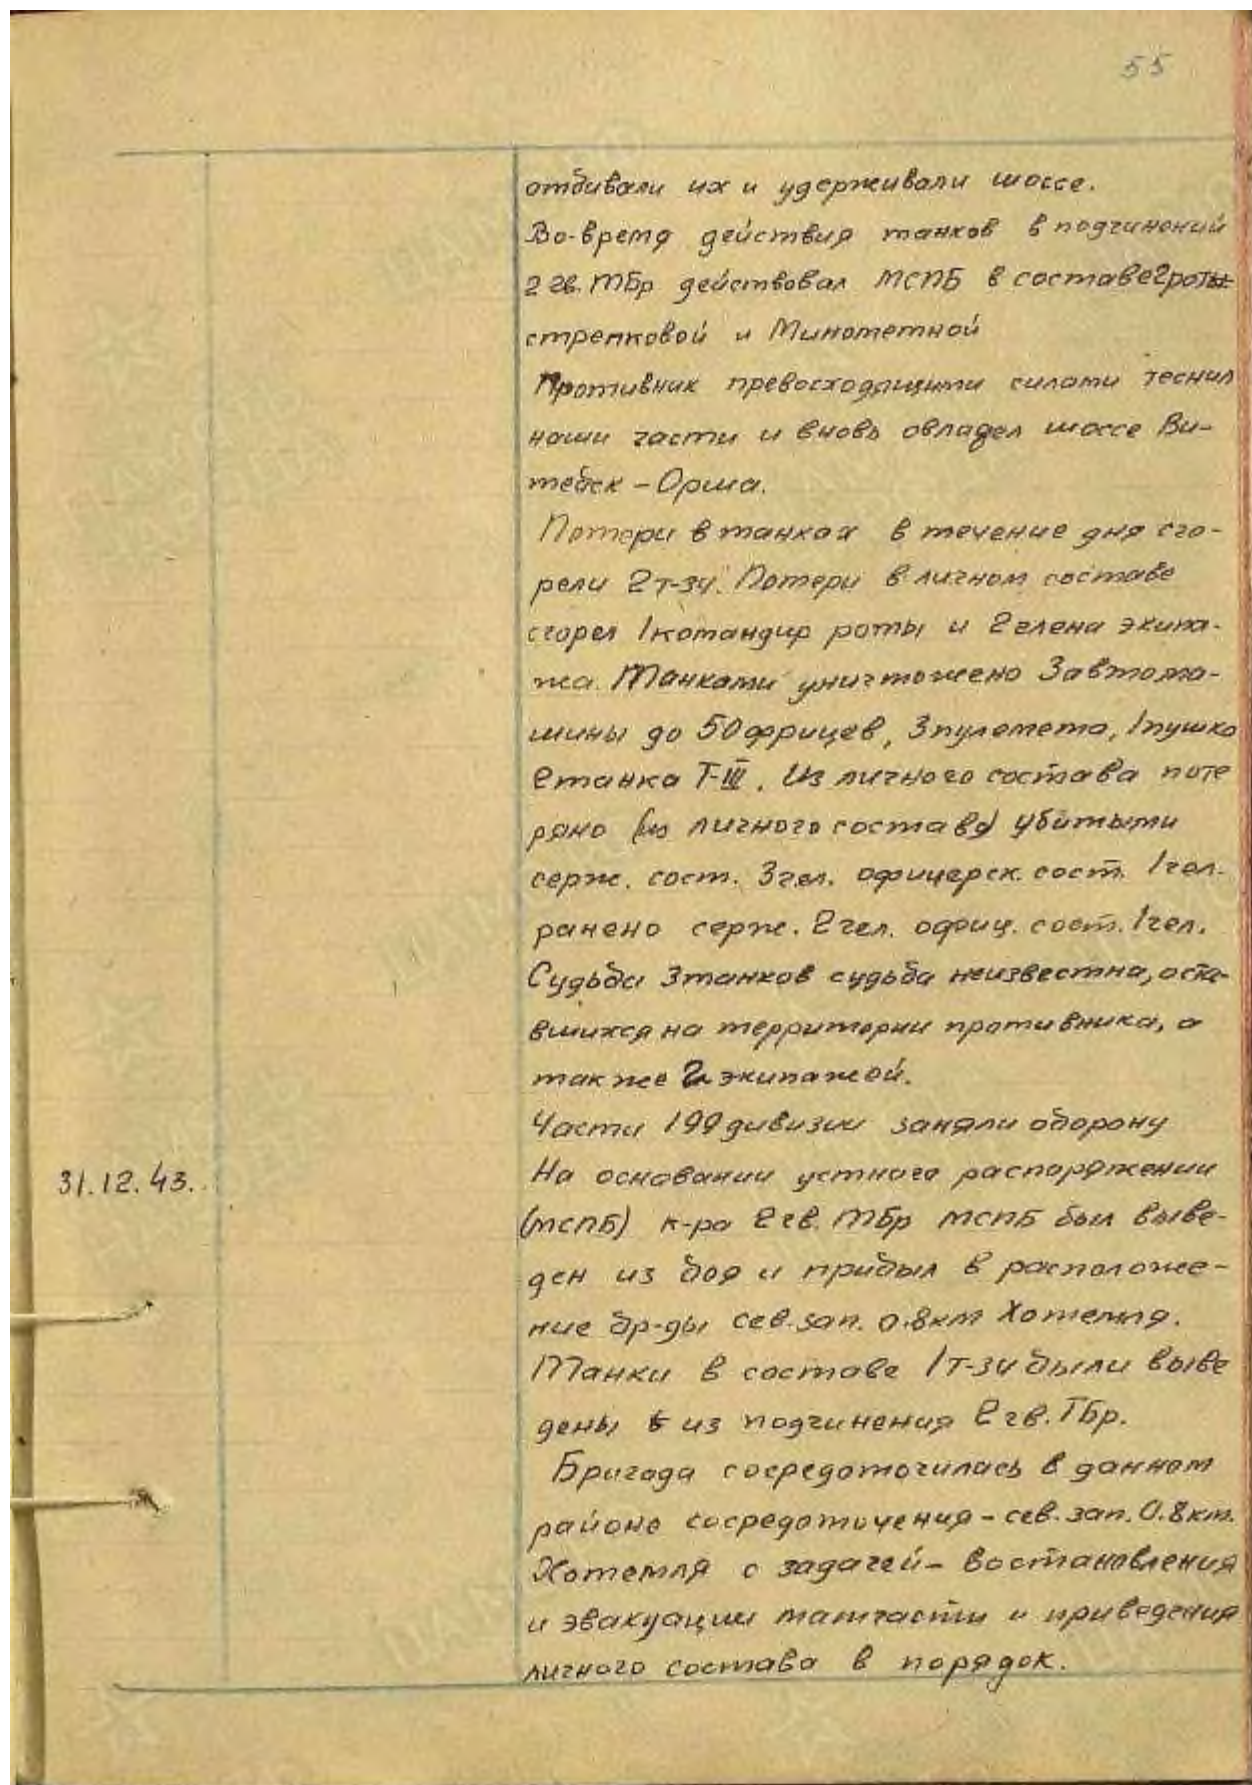 55
отбивали их и удерживали шоссе.
Во-время действия танков в подчинений
2 гв. ТБр действовал МСПБ в составе 2 роты
стрелковой и Минометной
Противник превосходящими силами теснил
наши части и вновь овладел шоссе Ви-
тебск – Орша.
Потери в танках в течение дня сго-
рели 2 т-34. Потери в личном составе
сгорел 1 командир роты и 2 члена экипа-
жа. Танками уничтожено 3 автома-
шины до 50 фрицев, 3 пулемета, 1 пушка
2 танка Т-III. Из личного состава поте
ряно (из личного состава) убитыми
серж. сост. 3 чел. офицерск. сост. 1 чел.
ранено серж. 2 чел. офиц. сост. 1 чел.
Судьба 3 танков судьба неизвестна, оста-
вшихся на территории противника, а
также 2 экипажей.
Части 199 дивизии заняли оборону
31.12.43.
На основании устного распоряжении
(МСПБ) к-ра 2 гв. ТБр МСПБ был выве-
ден из боя и прибыл в расположе-
ние бр-ды сев. зап. 0.8 км Хотемля.
Танки в составе 1 т-34 были выве
дены из подчинения 2 гв. ТБр.
Бригада сосредоточилась в данном
районе сосредоточения – сев. зап. 0.8 км.
Хотемля с задачей – востановления
и эвакуации матчасти и приведения
личного состава в порядок.